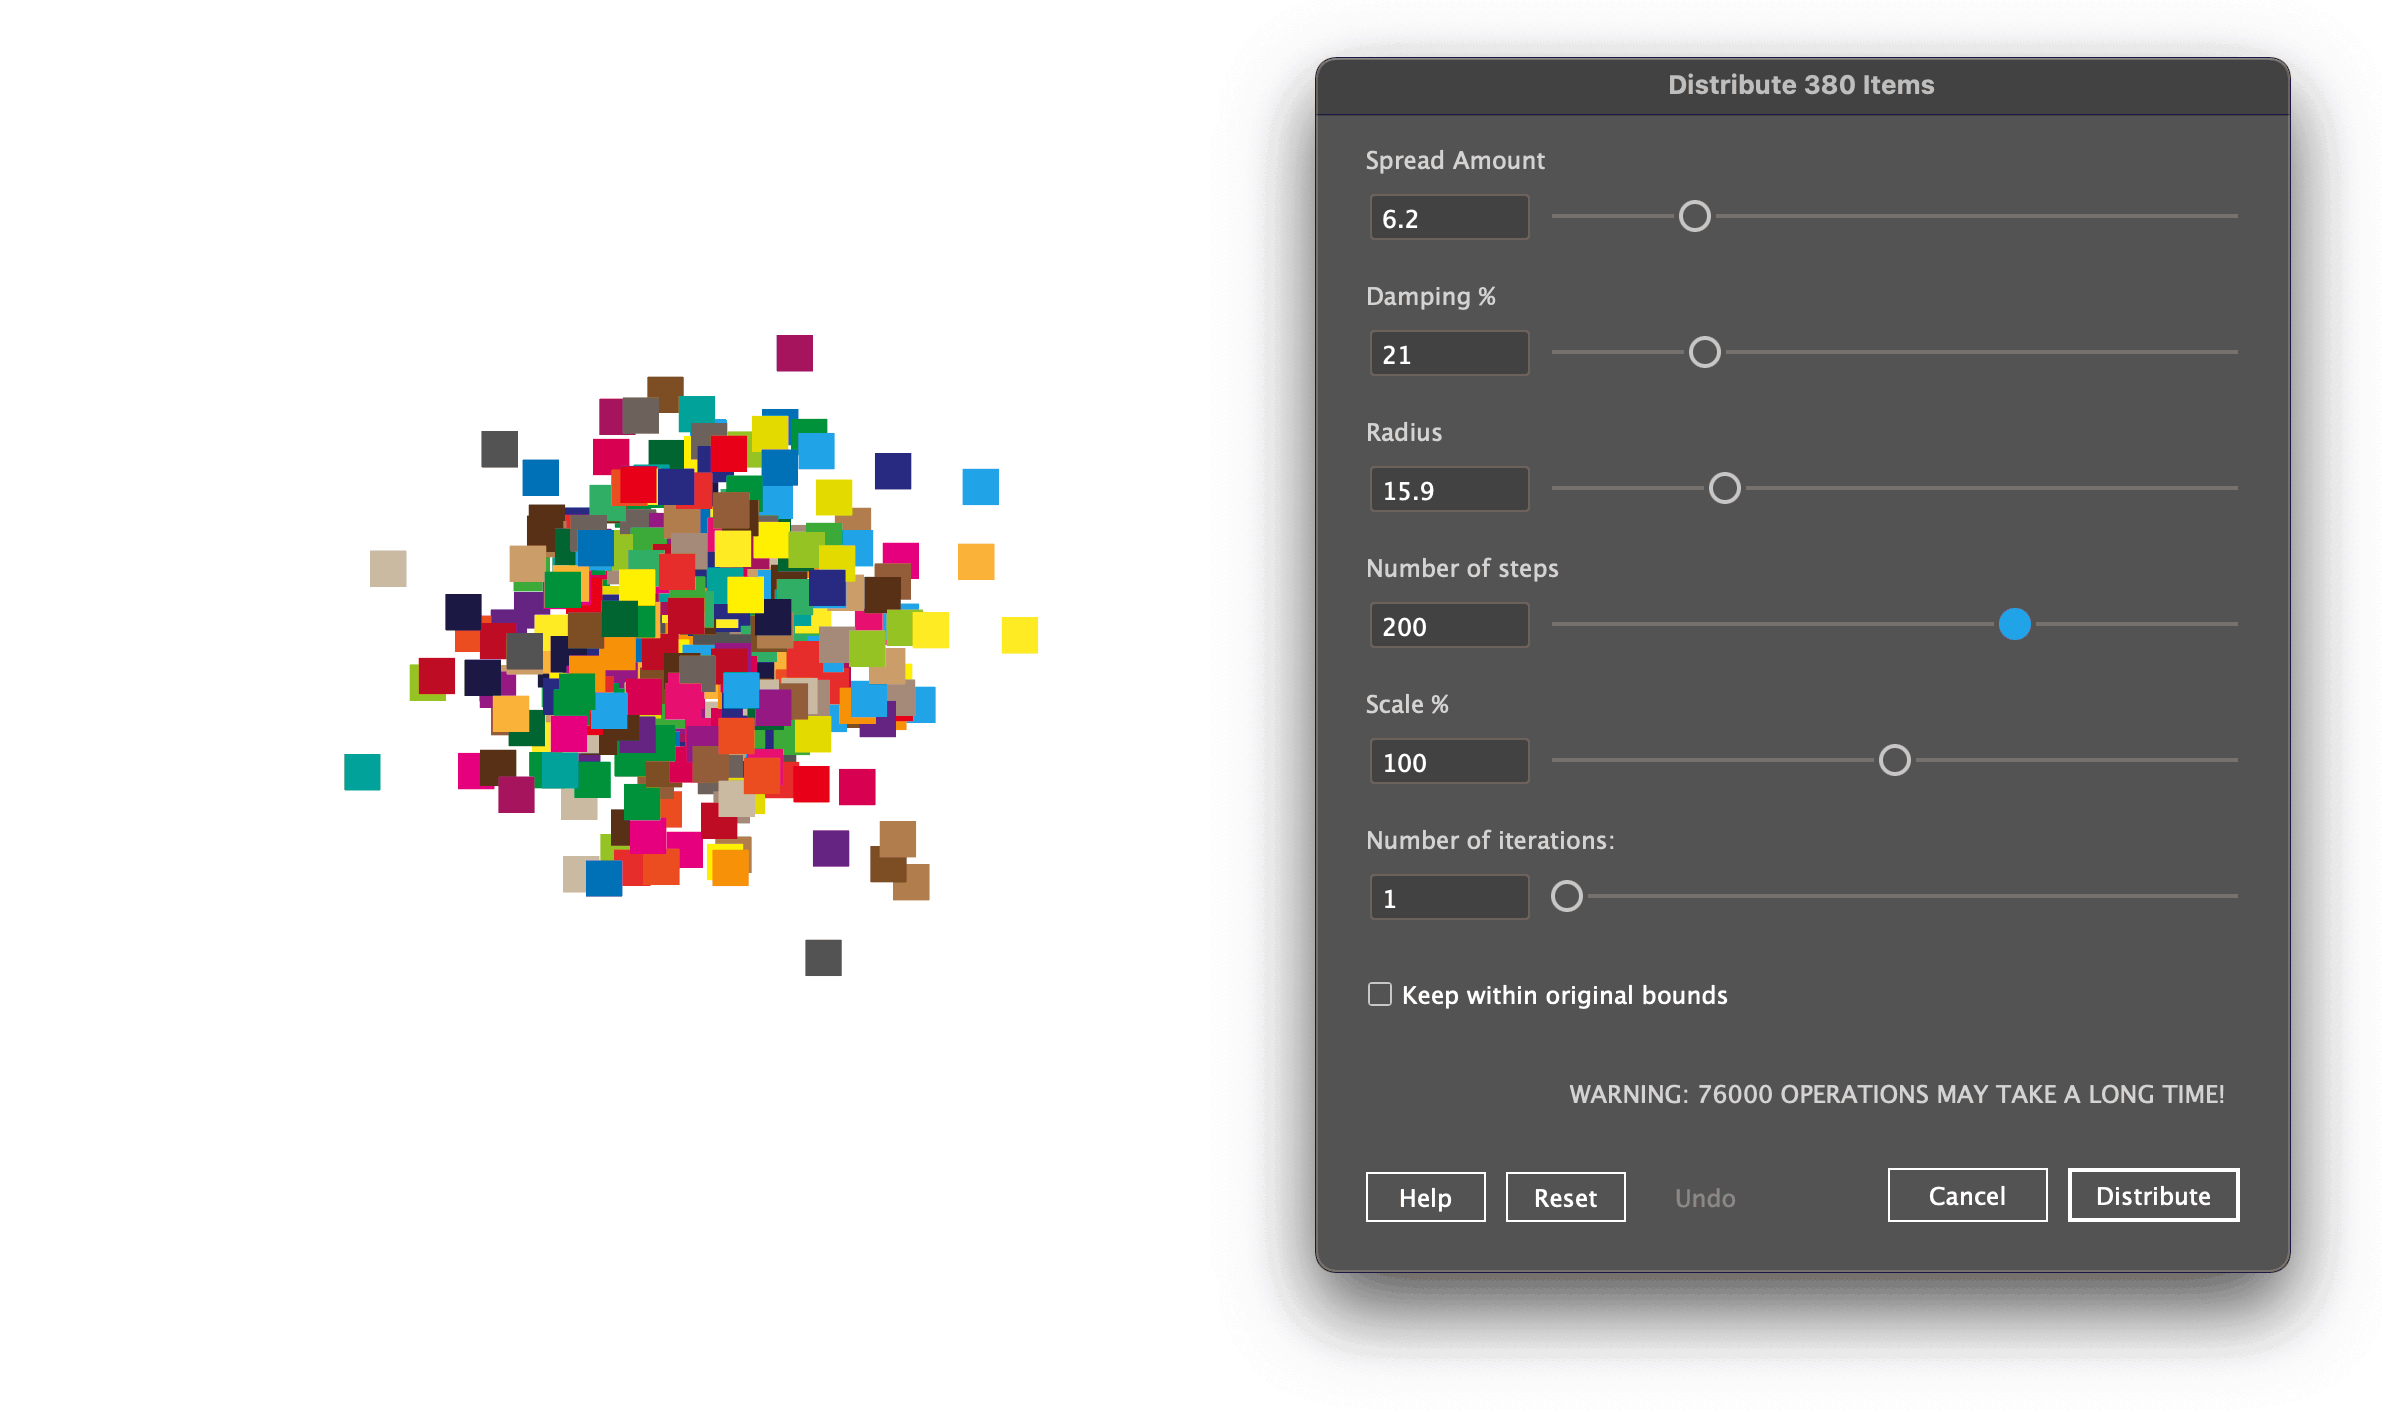 Distribute 380 Items
Spread Amount
6.2
Damping %
21
Radius
15.9
Number of steps
200
Scale %
100
Number of iterations:
1
Keep within original bounds
WARNING: 76000 OPERATIONS MAY TAKE A LONG TIME!
Help Reset Undo Cancel Distribute